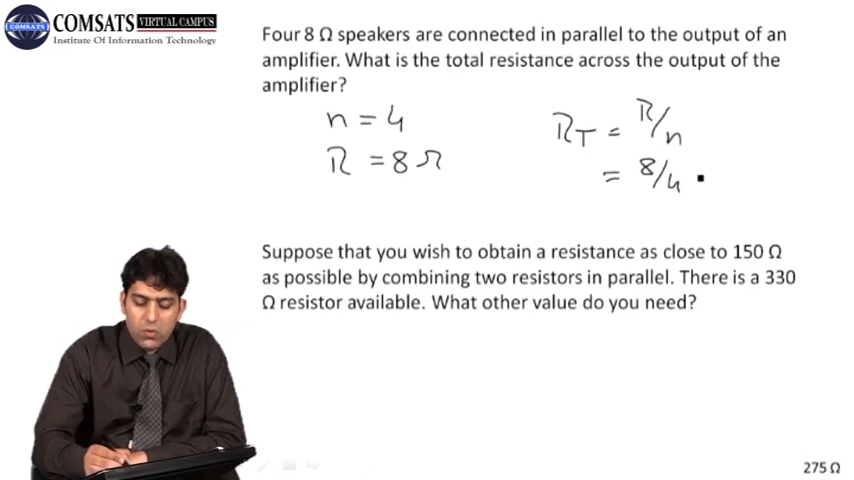 COMSATS VIRTUAL CAMPUS
Institute Of Information Technology
Four 8 Ω speakers are connected in parallel to the output of an
amplifier. What is the total resistance across the output of the
amplifier?
n = 4
R = 8 Ω
RT = R/n
= 8/4
Suppose that you wish to obtain a resistance as close to 150 Ω
as possible by combining two resistors in parallel. There is a 330
Ω resistor available. What other value do you need?
275 Ω